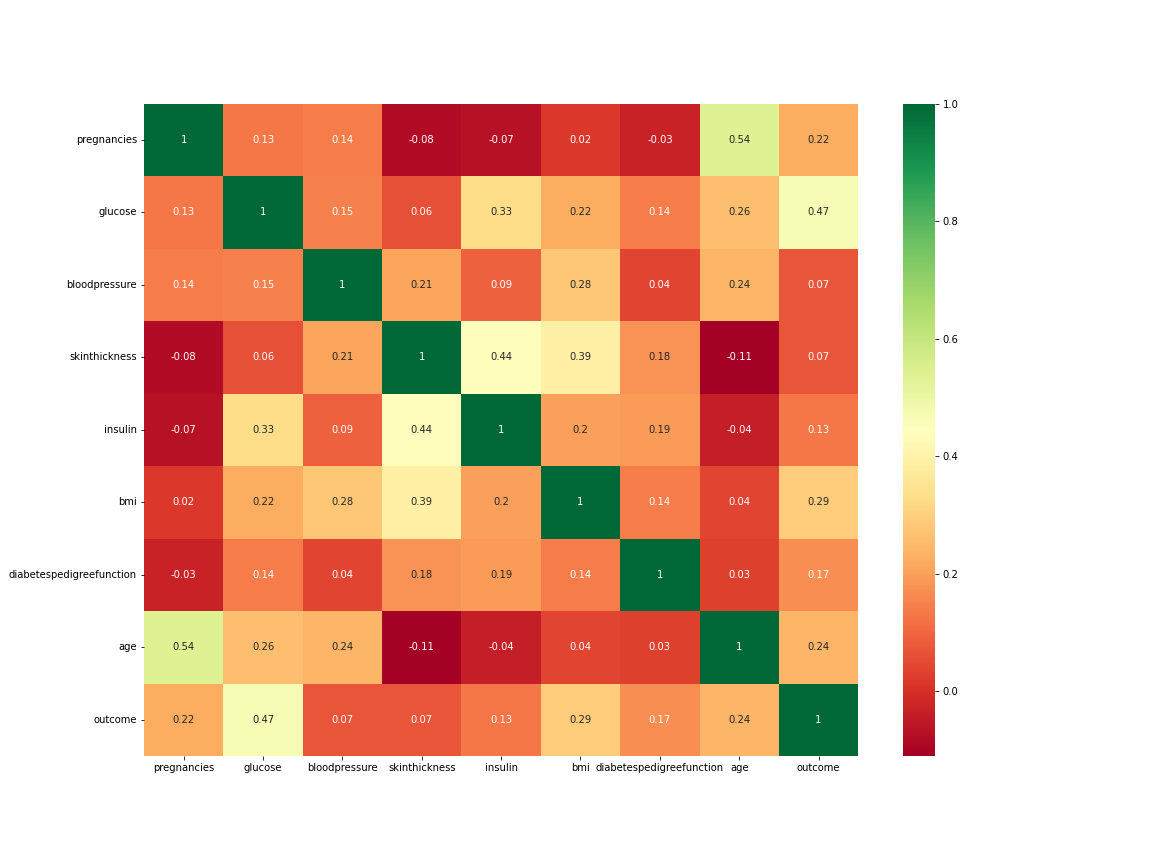 pregnancies 1 0.13 0.14 -0.08 -0.07 0.02 -0.03 0.54 0.22
glucose 0.13 1 0.15 0.06 0.33 0.22 0.14 0.26 0.47
bloodpressure 0.14 0.15 1 0.21 0.09 0.28 0.04 0.24 0.07
skinthickness -0.08 0.06 0.21 1 0.44 0.39 0.18 -0.11 0.07
insulin -0.07 0.33 0.09 0.44 1 0.2 0.19 -0.04 0.13
bmi 0.02 0.22 0.28 0.39 0.2 1 0.14 0.04 0.29
diabetespedigreefunction -0.03 0.14 0.04 0.18 0.19 0.14 1 0.03 0.17
age 0.54 0.26 0.24 -0.11 -0.04 0.04 0.03 1 0.24
outcome 0.22 0.47 0.07 0.07 0.13 0.29 0.17 0.24 1
pregnancies glucose bloodpressure skinthickness insulin bmi diabetespedigreefunction age outcome
1.0
0.8
0.6
0.4
0.2
0.0